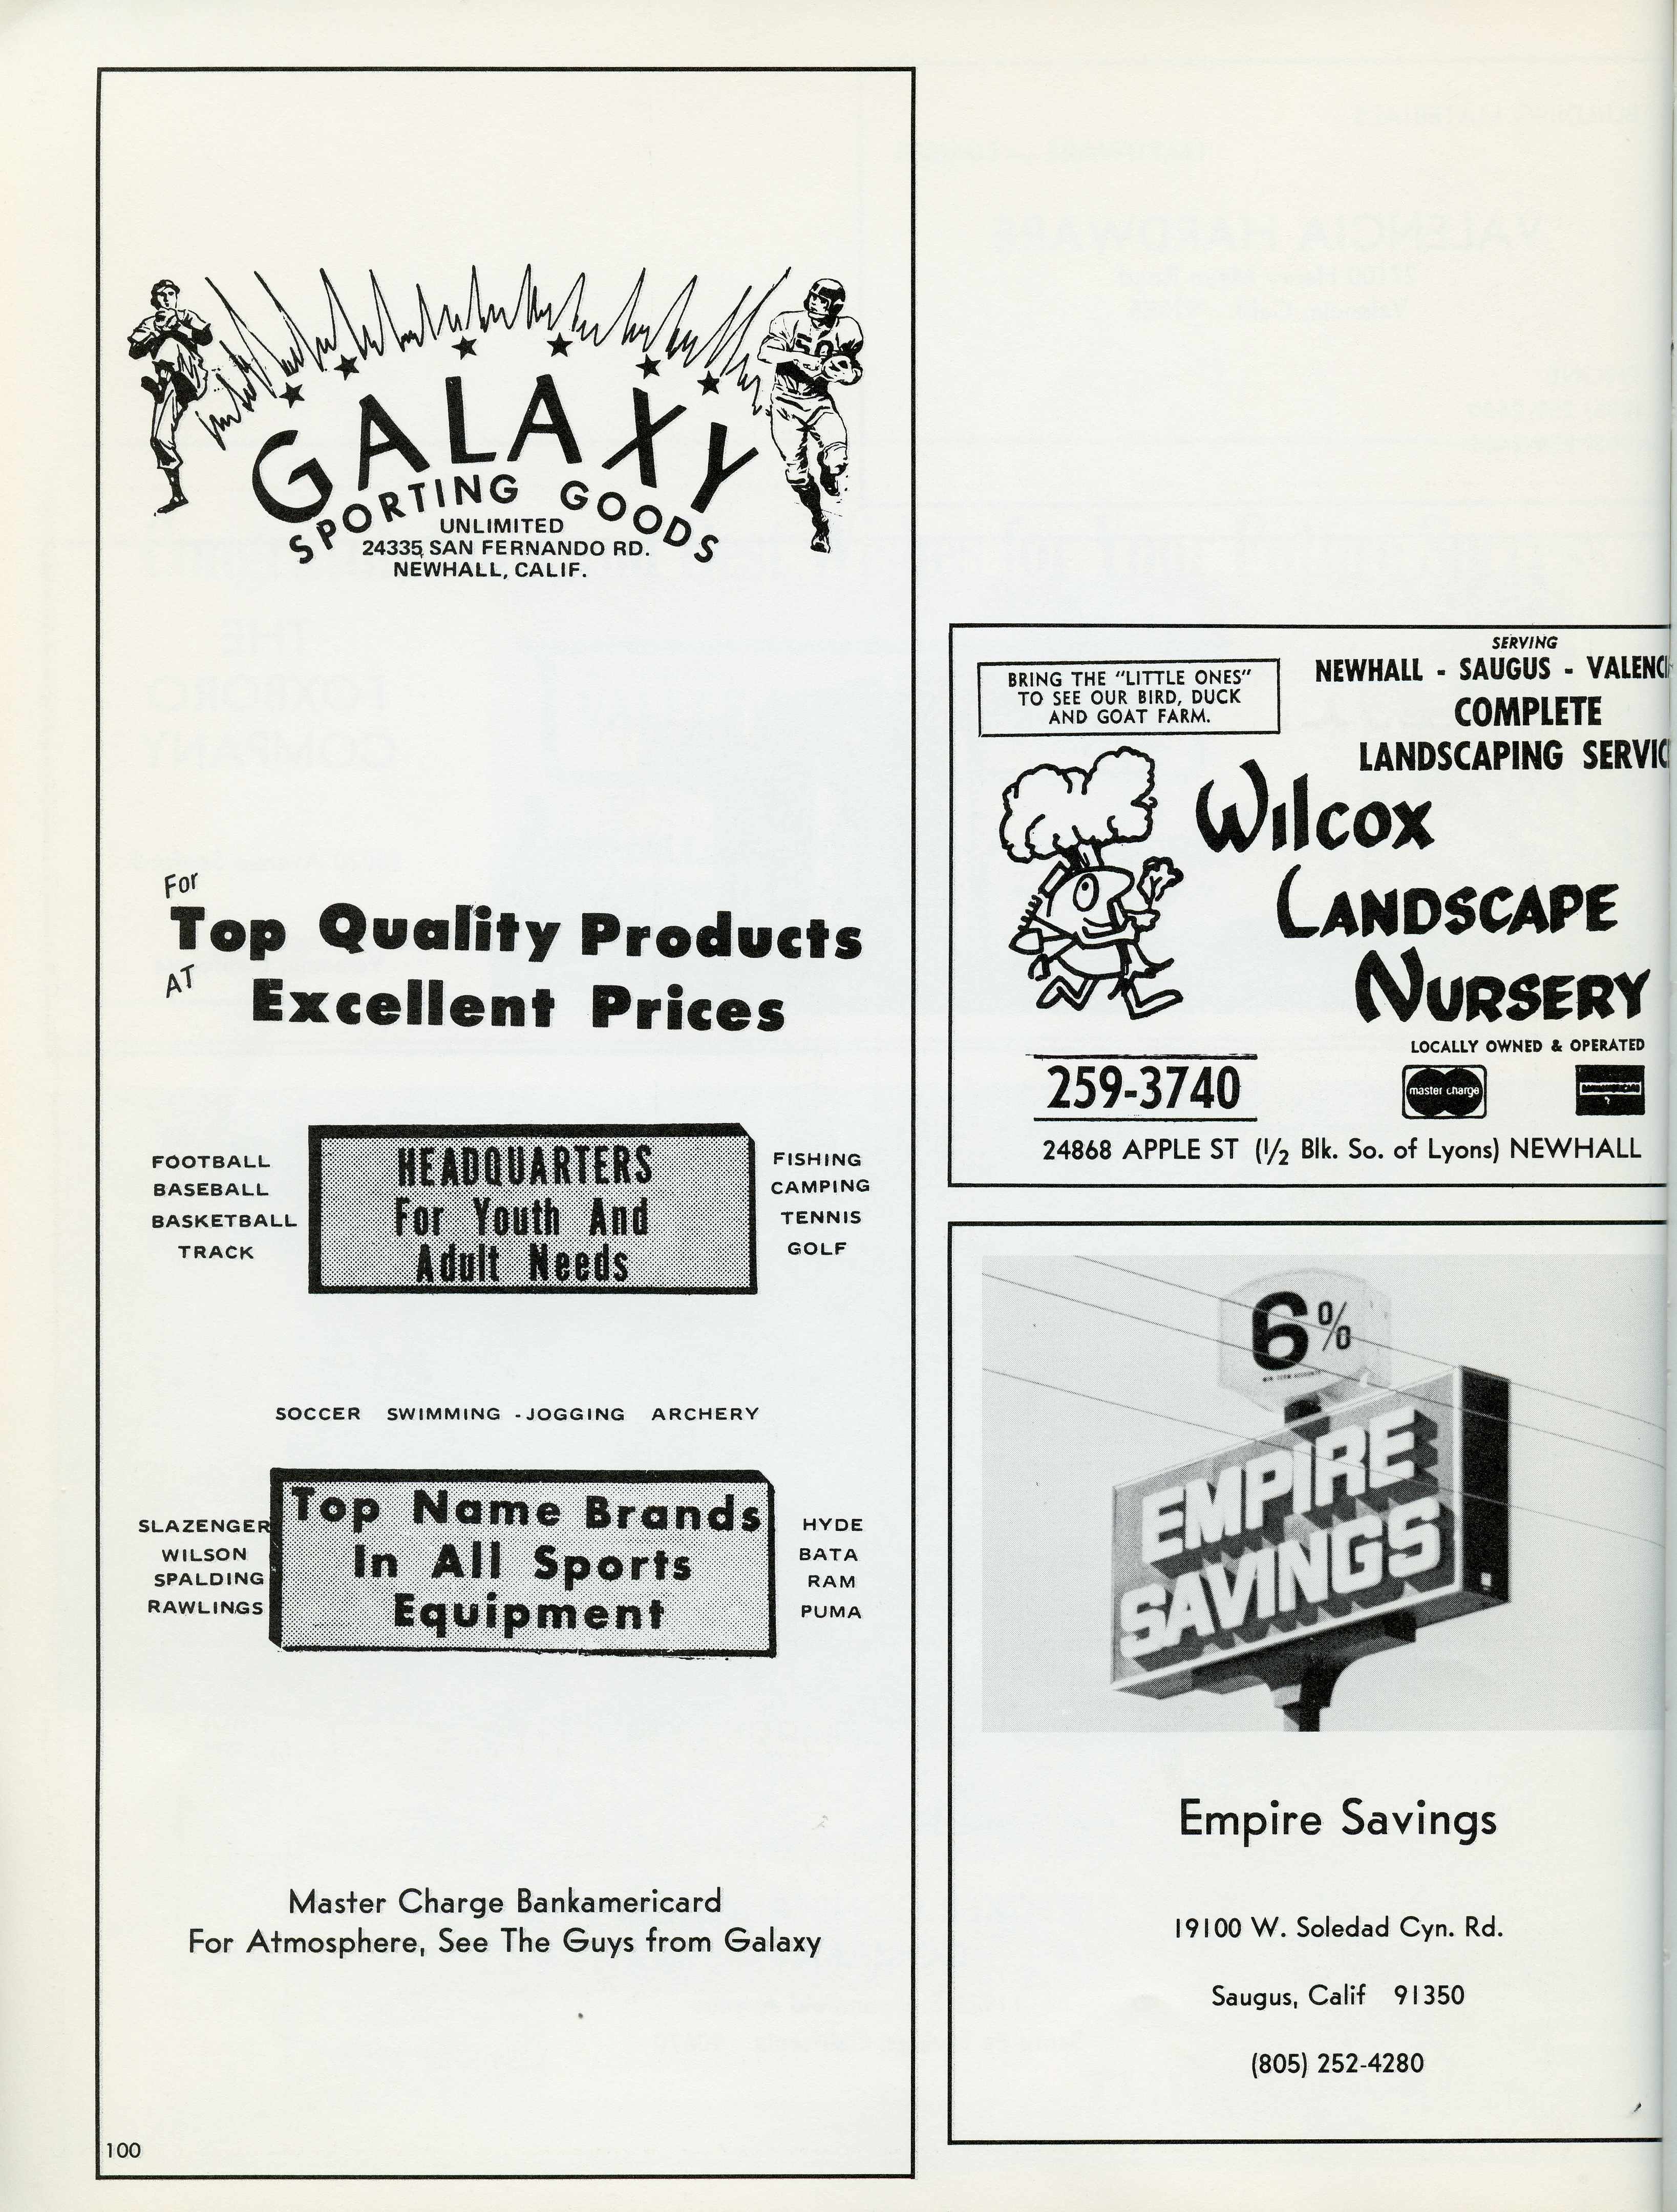 GALAXY
SPORTING GOODS
UNLIMITED
24335 SAN FERNANDO RD.
NEWHALL, CALIF.
50
For
Top Quality Products
AT
Excellent Prices
FOOTBALL
BASEBALL
BASKETBALL
TRACK
HEADQUARTERS
For Youth And
Adult Needs
FISHING
CAMPING
TENNIS
GOLF
SOCCER SWIMMING - JOGGING ARCHERY
SLAZENGER
WILSON
SPALDING
RAWLINGS
Top Name Brands
In All Sports
Equipment
HYDE
BATA
RAM
PUMA
Master Charge Bankamericard
For Atmosphere, See The Guys from Galaxy
100
BRING THE "LITTLE ONES"
TO SEE OUR BIRD, DUCK
AND GOAT FARM.
SERVING
NEWHALL - SAUGUS - VALENCI
COMPLETE
LANDSCAPING SERVIC
Wilcox
LANDSCAPE
NURSERY
LOCALLY OWNED & OPERATED
259-3740
master charge
24868 APPLE ST (1/2 Blk. So. of Lyons) NEWHALL
6%
EMPIRE
SAVINGS
Empire Savings
19100 W. Soledad Cyn. Rd.
Saugus, Calif 91350
(805) 252-4280